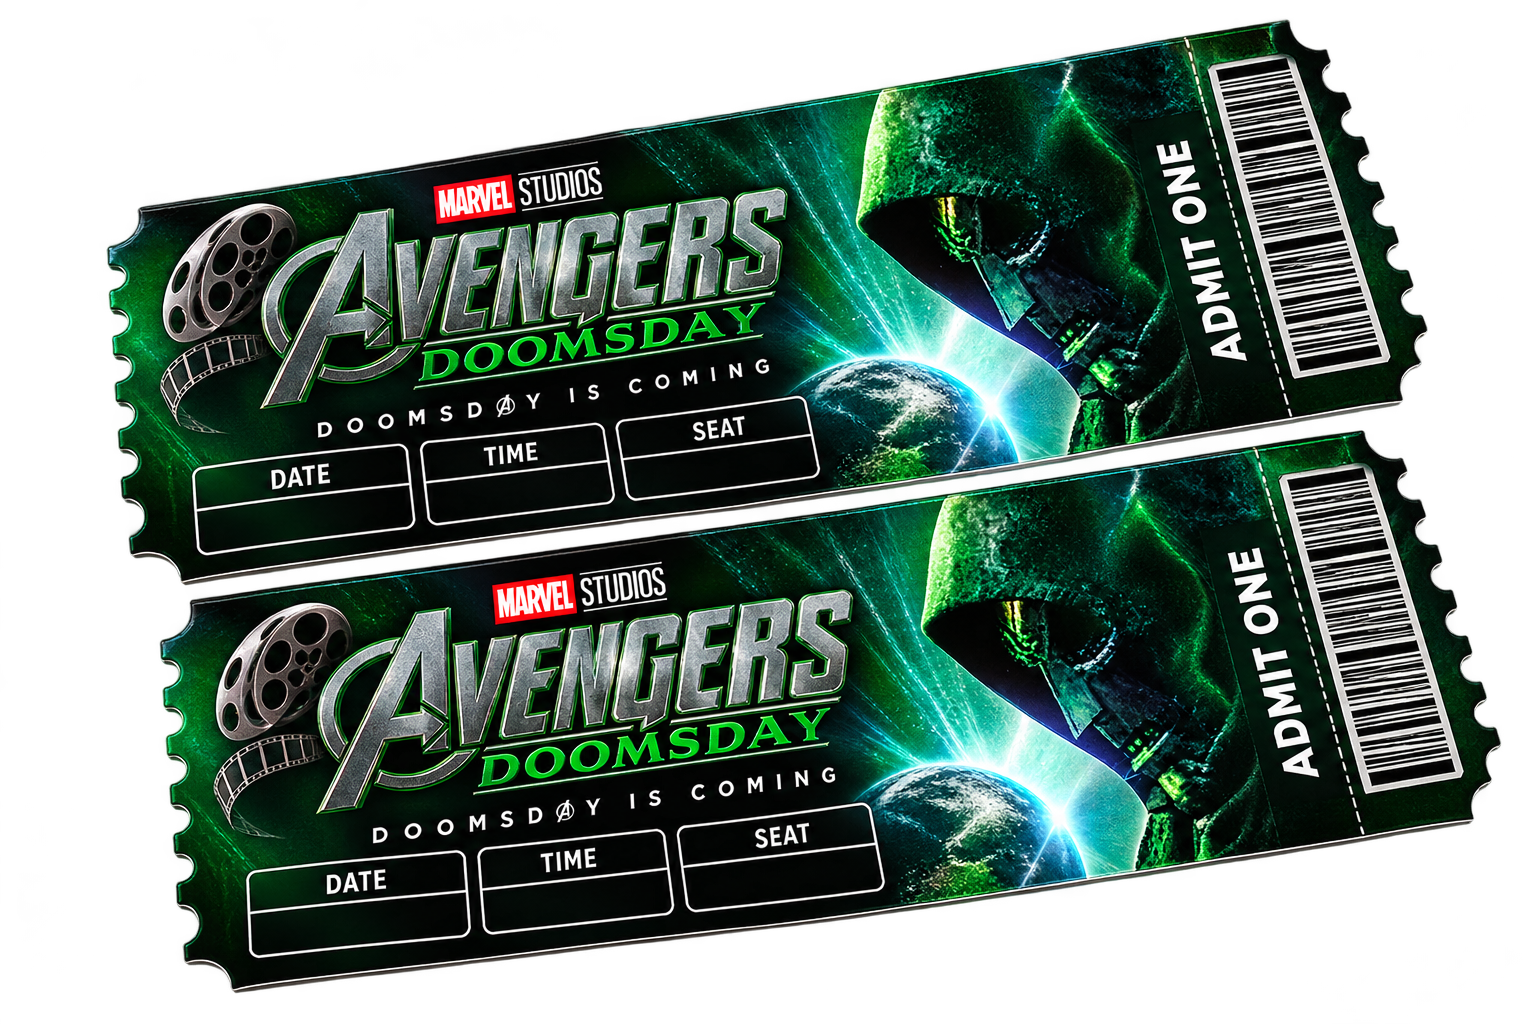 MARVEL STUDIOS
AVENGERS
DOOMSDAY
DOOMSDAY IS COMING
DATE
TIME
SEAT
ADMIT ONE
MARVEL STUDIOS
AVENGERS
DOOMSDAY
DOOMSDAY IS COMING
DATE
TIME
SEAT
ADMIT ONE